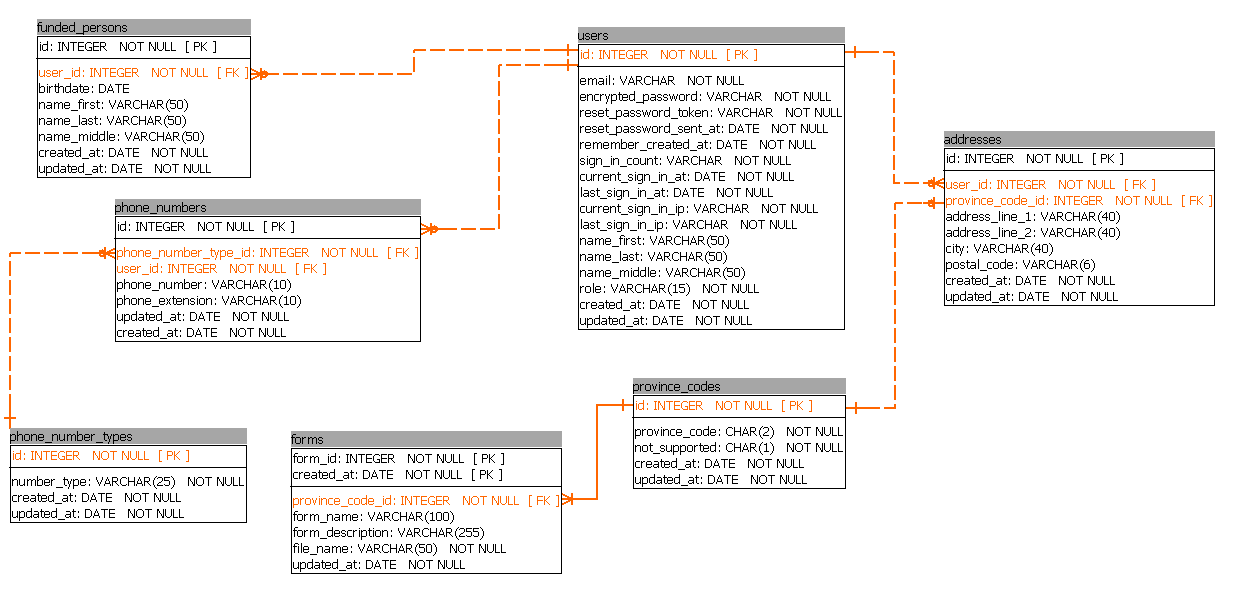 funded_persons
id: INTEGER NOT NULL [ PK ]
user_id: INTEGER NOT NULL [ FK ]
birthdate: DATE
name_first: VARCHAR(50)
name_last: VARCHAR(50)
name_middle: VARCHAR(50)
created_at: DATE NOT NULL
updated_at: DATE NOT NULL
users
id: INTEGER NOT NULL [ PK ]
email: VARCHAR NOT NULL
encrypted_password: VARCHAR NOT NULL
reset_password_token: VARCHAR NOT NULL
reset_password_sent_at: DATE NOT NULL
remember_created_at: DATE NOT NULL
sign_in_count: VARCHAR NOT NULL
current_sign_in_at: DATE NOT NULL
last_sign_in_at: DATE NOT NULL
current_sign_in_ip: VARCHAR NOT NULL
last_sign_in_ip: VARCHAR NOT NULL
name_first: VARCHAR(50)
name_last: VARCHAR(50)
name_middle: VARCHAR(50)
role: VARCHAR(15) NOT NULL
created_at: DATE NOT NULL
updated_at: DATE NOT NULL
addresses
id: INTEGER NOT NULL [ PK ]
user_id: INTEGER NOT NULL [ FK ]
province_code_id: INTEGER NOT NULL [ FK ]
address_line_1: VARCHAR(40)
address_line_2: VARCHAR(40)
city: VARCHAR(40)
postal_code: VARCHAR(6)
created_at: DATE NOT NULL
updated_at: DATE NOT NULL
phone_numbers
id: INTEGER NOT NULL [ PK ]
phone_number_type_id: INTEGER NOT NULL [ FK ]
user_id: INTEGER NOT NULL [ FK ]
phone_number: VARCHAR(10)
phone_extension: VARCHAR(10)
updated_at: DATE NOT NULL
created_at: DATE NOT NULL
province_codes
id: INTEGER NOT NULL [ PK ]
province_code: CHAR(2) NOT NULL
not_supported: CHAR(1) NOT NULL
created_at: DATE NOT NULL
updated_at: DATE NOT NULL
phone_number_types
id: INTEGER NOT NULL [ PK ]
number_type: VARCHAR(25) NOT NULL
created_at: DATE NOT NULL
updated_at: DATE NOT NULL
forms
form_id: INTEGER NOT NULL [ PK ]
created_at: DATE NOT NULL [ PK ]
province_code_id: INTEGER NOT NULL [ FK ]
form_name: VARCHAR(100)
form_description: VARCHAR(255)
file_name: VARCHAR(50) NOT NULL
updated_at: DATE NOT NULL